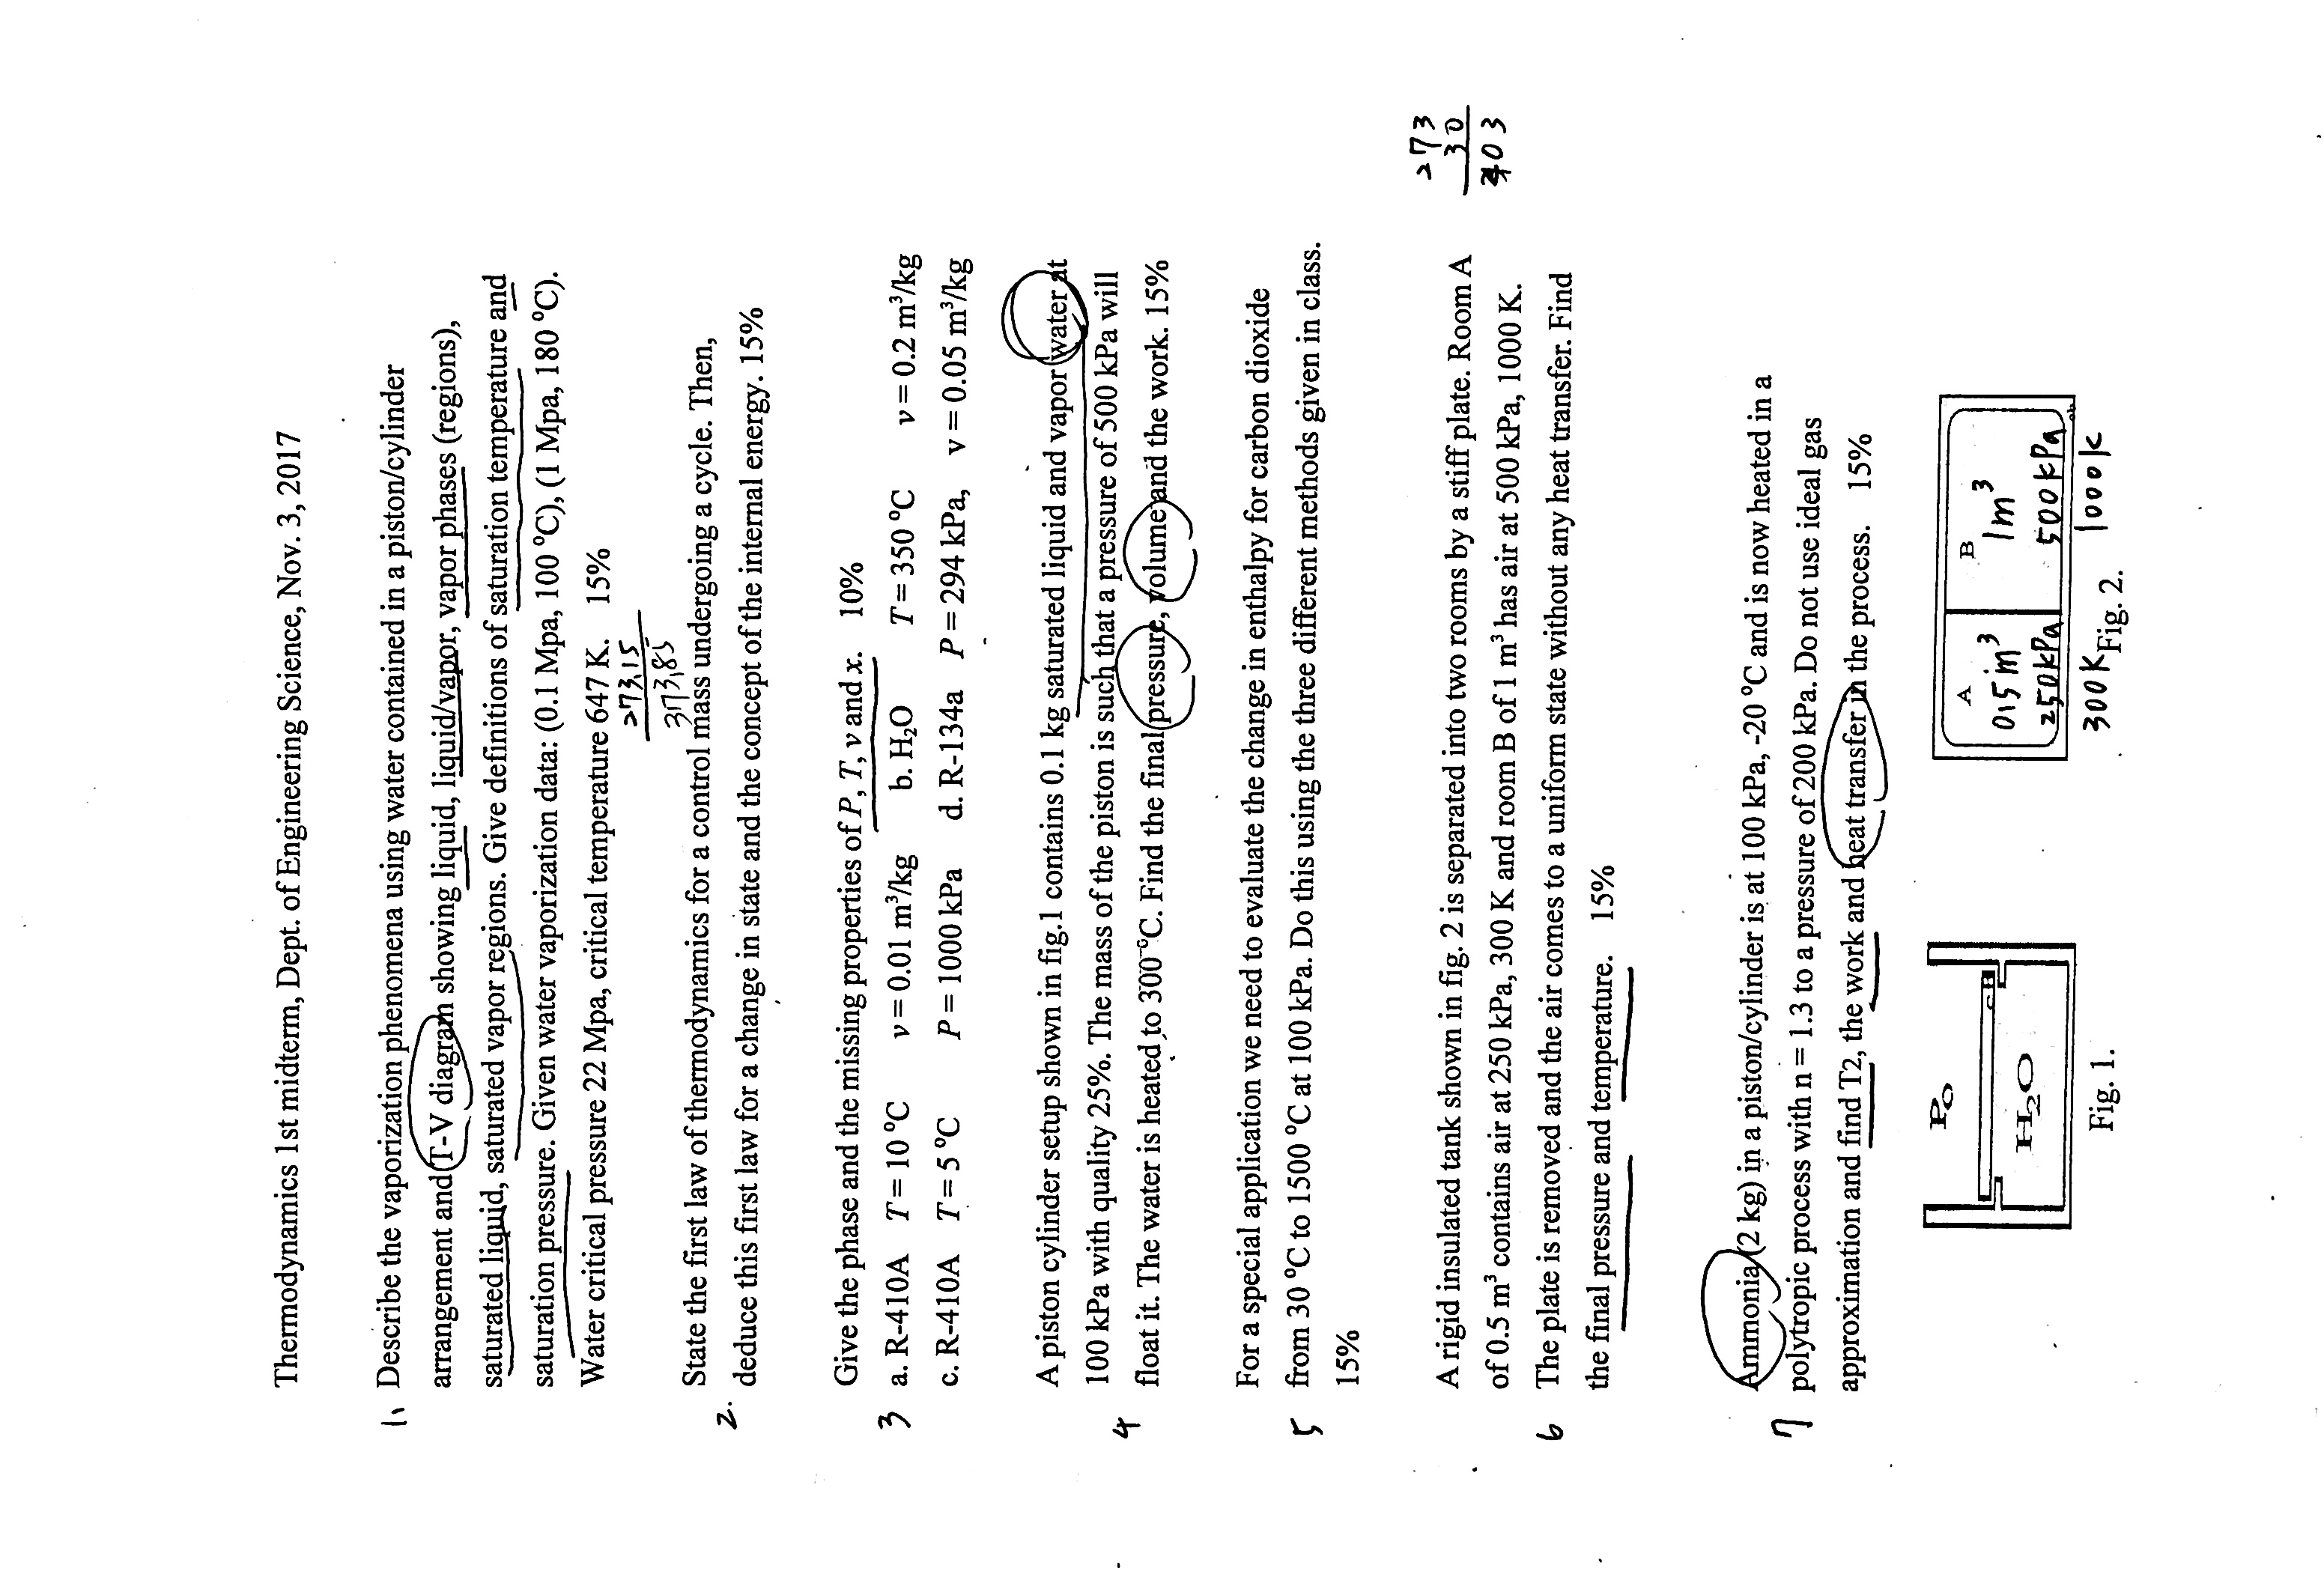 Thermodynamics 1st midterm, Dept. of Engineering Science, Nov. 3, 2017
1. Describe the vaporization phenomena using water contained in a piston/cylinder
arrangement and T-V diagram showing liquid, liquid/vapor, vapor phases (regions),
saturated liquid, saturated vapor regions. Give definitions of saturation temperature and
saturation pressure. Given water vaporization data: (0.1 Mpa, 100 °C), (1 Mpa, 180 °C).
Water critical pressure 22 Mpa, critical temperature 647 K. 15%
273.15
373.85
State the first law of thermodynamics for a control mass undergoing a cycle. Then,
2.
deduce this first law for a change in state and the concept of the internal energy. 15%
Give the phase and the missing properties of P, T, v and x. 10%
3 a. R-410A T = 10 °C v = 0.01 m³/kg b. H₂O T = 350 °C v = 0.2 m³/kg
c. R-410A T = 5 °C P = 1000 kPa d. R-134a P = 294 kPa, v = 0.05 m³/kg
A piston cylinder setup shown in fig.1 contains 0.1 kg saturated liquid and vapor water at
100 kPa with quality 25%. The mass of the piston is such that a pressure of 500 kPa will
4
float it. The water is heated to 300 °C. Find the final pressure, volume and the work. 15%
For a special application we need to evaluate the change in enthalpy for carbon dioxide
5 from 30 °C to 1500 °C at 100 kPa. Do this using the three different methods given in class.
15%
273
30
303
A rigid insulated tank shown in fig. 2 is separated into two rooms by a stiff plate. Room A
of 0.5 m³ contains air at 250 kPa, 300 K and room B of 1 m³ has air at 500 kPa, 1000 K.
6 The plate is removed and the air comes to a uniform state without any heat transfer. Find
the final pressure and temperature. 15%
Ammonia (2 kg) in a piston/cylinder is at 100 kPa, -20 °C and is now heated in a
7 polytropic process with n = 1.3 to a pressure of 200 kPa. Do not use ideal gas
approximation and find T2, the work and heat transfer in the process. 15%
P₀
H₂O
Fig. 1.
A B
0.5 m³ 1m³
250kPa 500kPa
300K 1000K
Fig. 2.